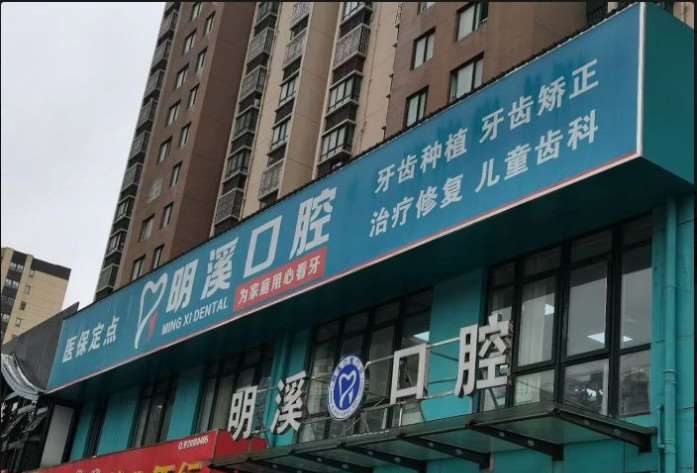 医保定点
明溪口腔
MING XI DENTAL
为家庭用心看牙
牙齿种植 牙齿矫正
治疗修复 儿童齿科
明溪口腔